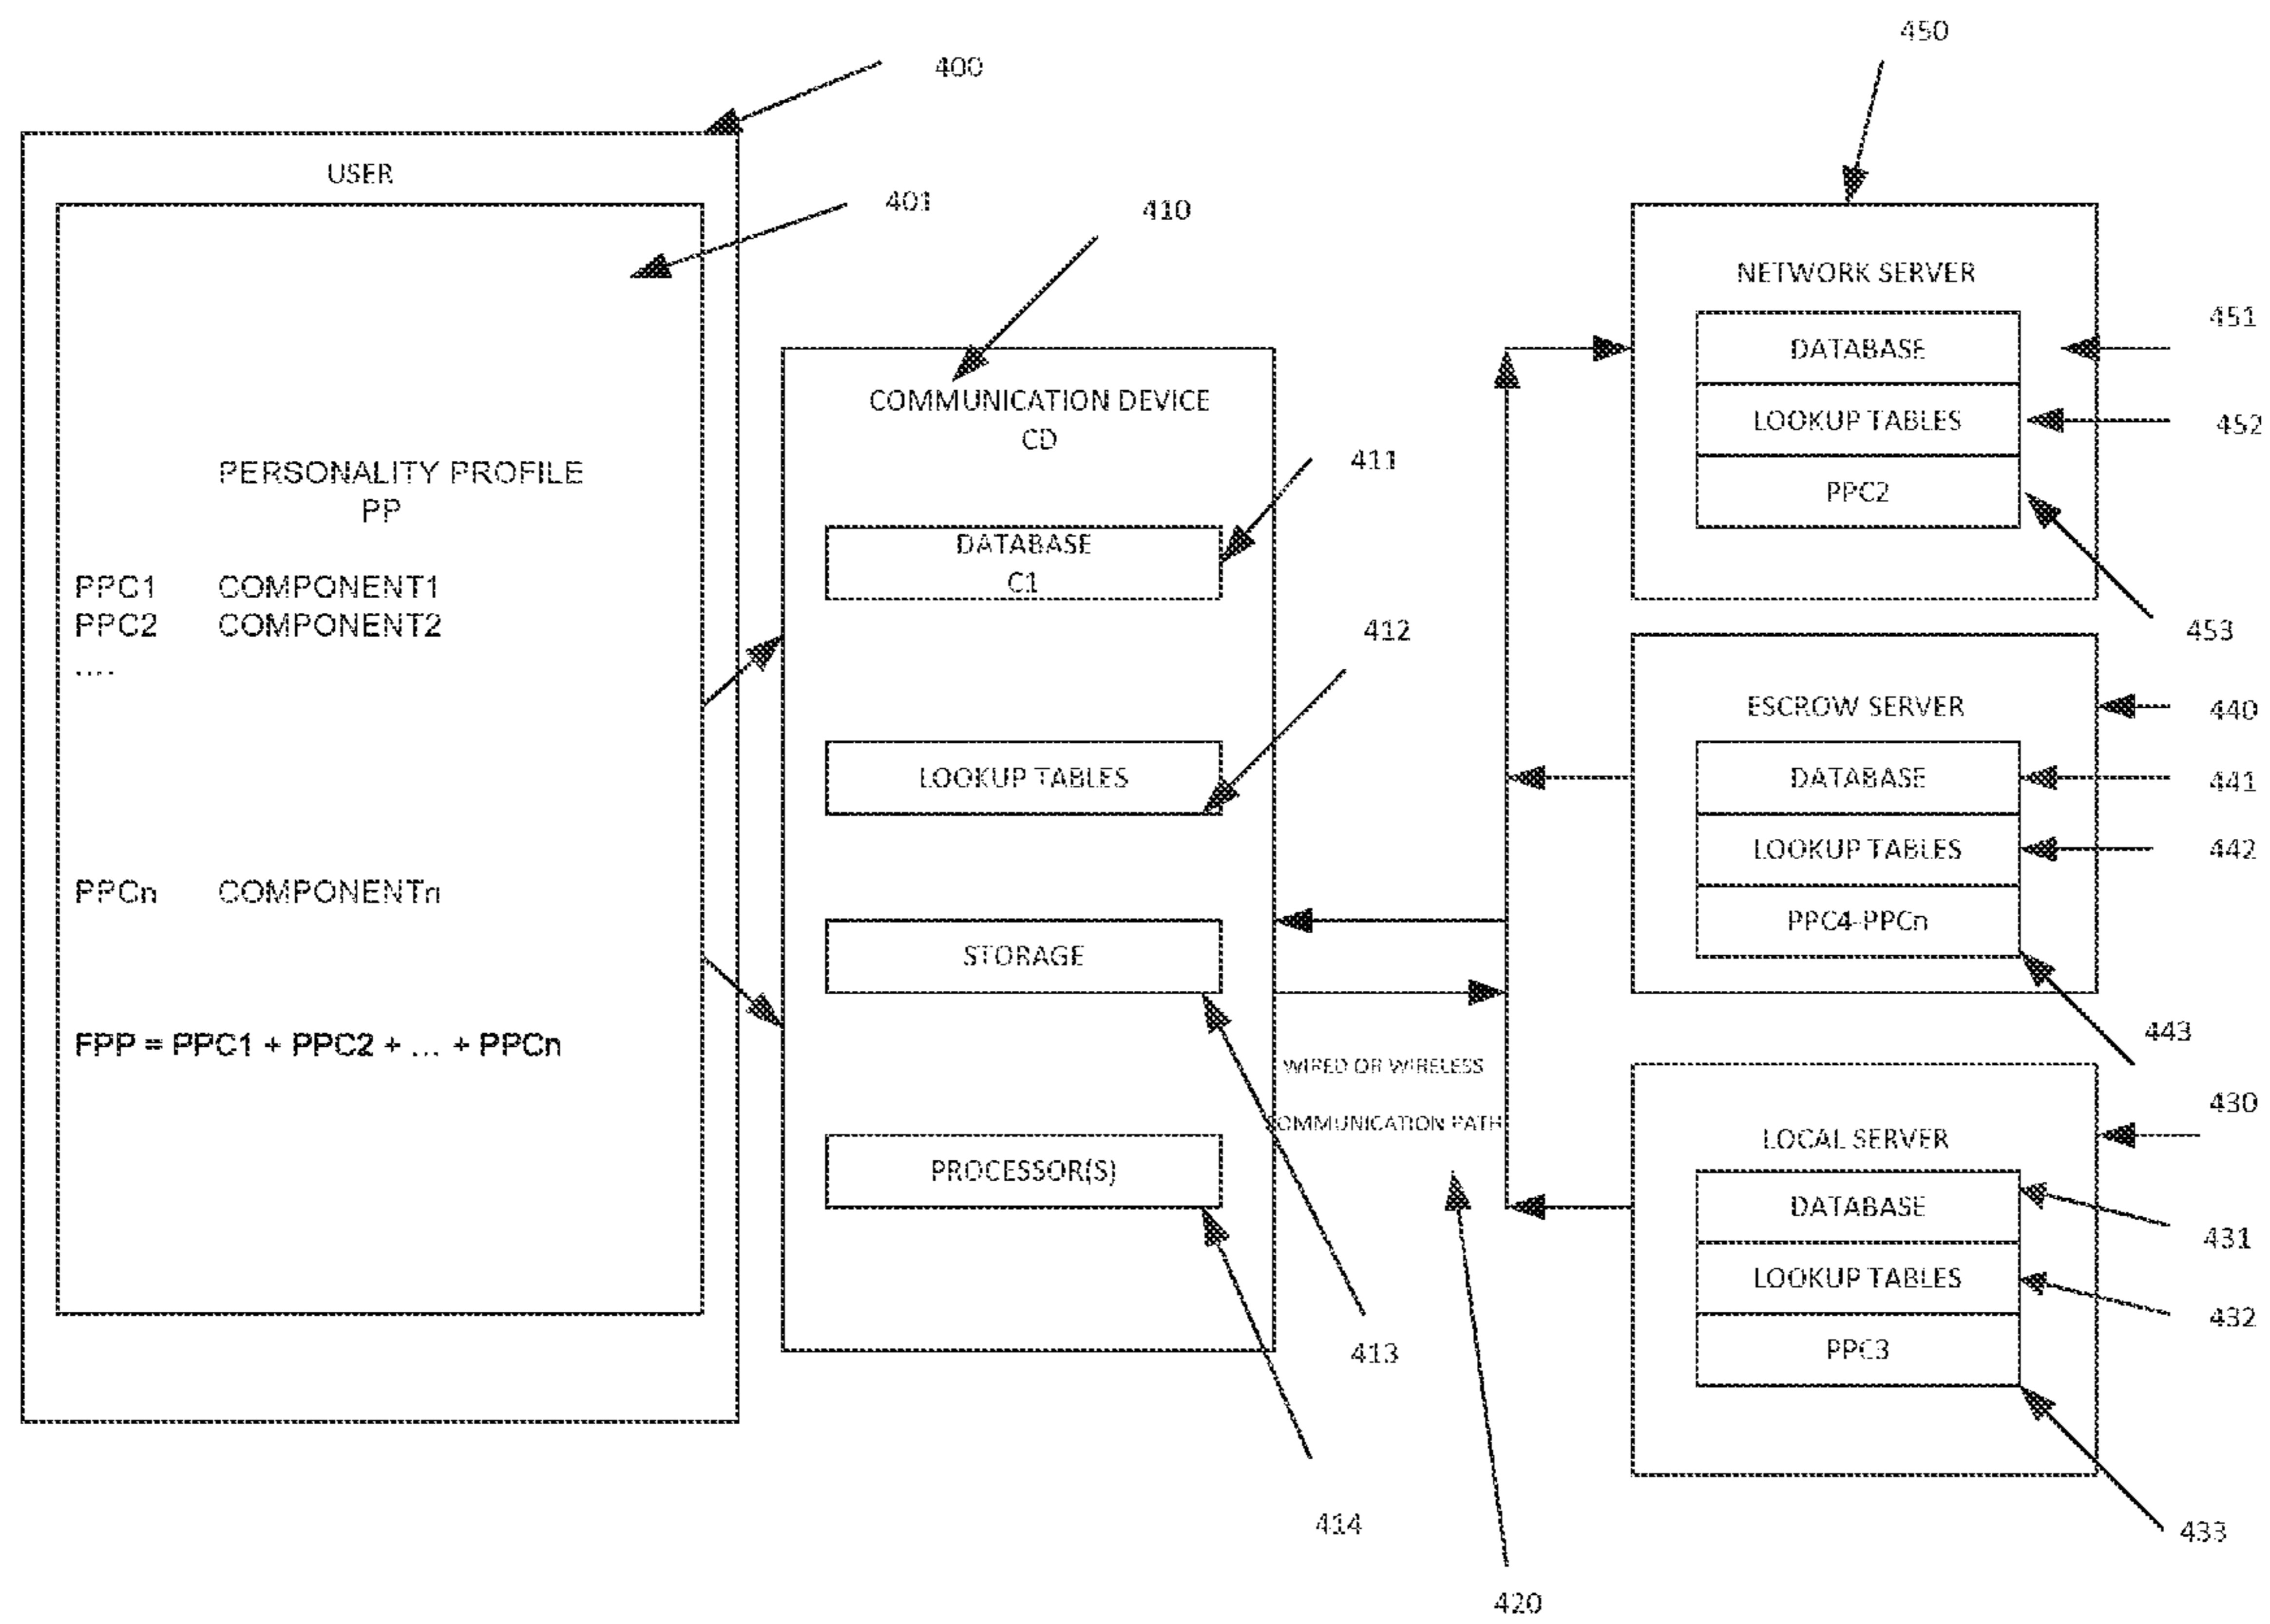 400
USER
401
PERSONALITY PROFILE
PP
PPC1 COMPONENT1
PPC2 COMPONENT2
....
PPCn COMPONENTn
FPP = PPC1 + PPC2 + ... + PPCn
410
COMMUNICATION DEVICE
CD
411
DATABASE
C1
412
LOOKUP TABLES
STORAGE
413
PROCESSOR(S)
414
WIRED OR WIRELESS
COMMUNICATION PATH
420
450
NETWORK SERVER
451
DATABASE
LOOKUP TABLES
452
PPC2
453
ESCROW SERVER
440
DATABASE
441
LOOKUP TABLES
442
PPC4-PPCn
443
430
LOCAL SERVER
DATABASE
431
LOOKUP TABLES
432
PPC3
433